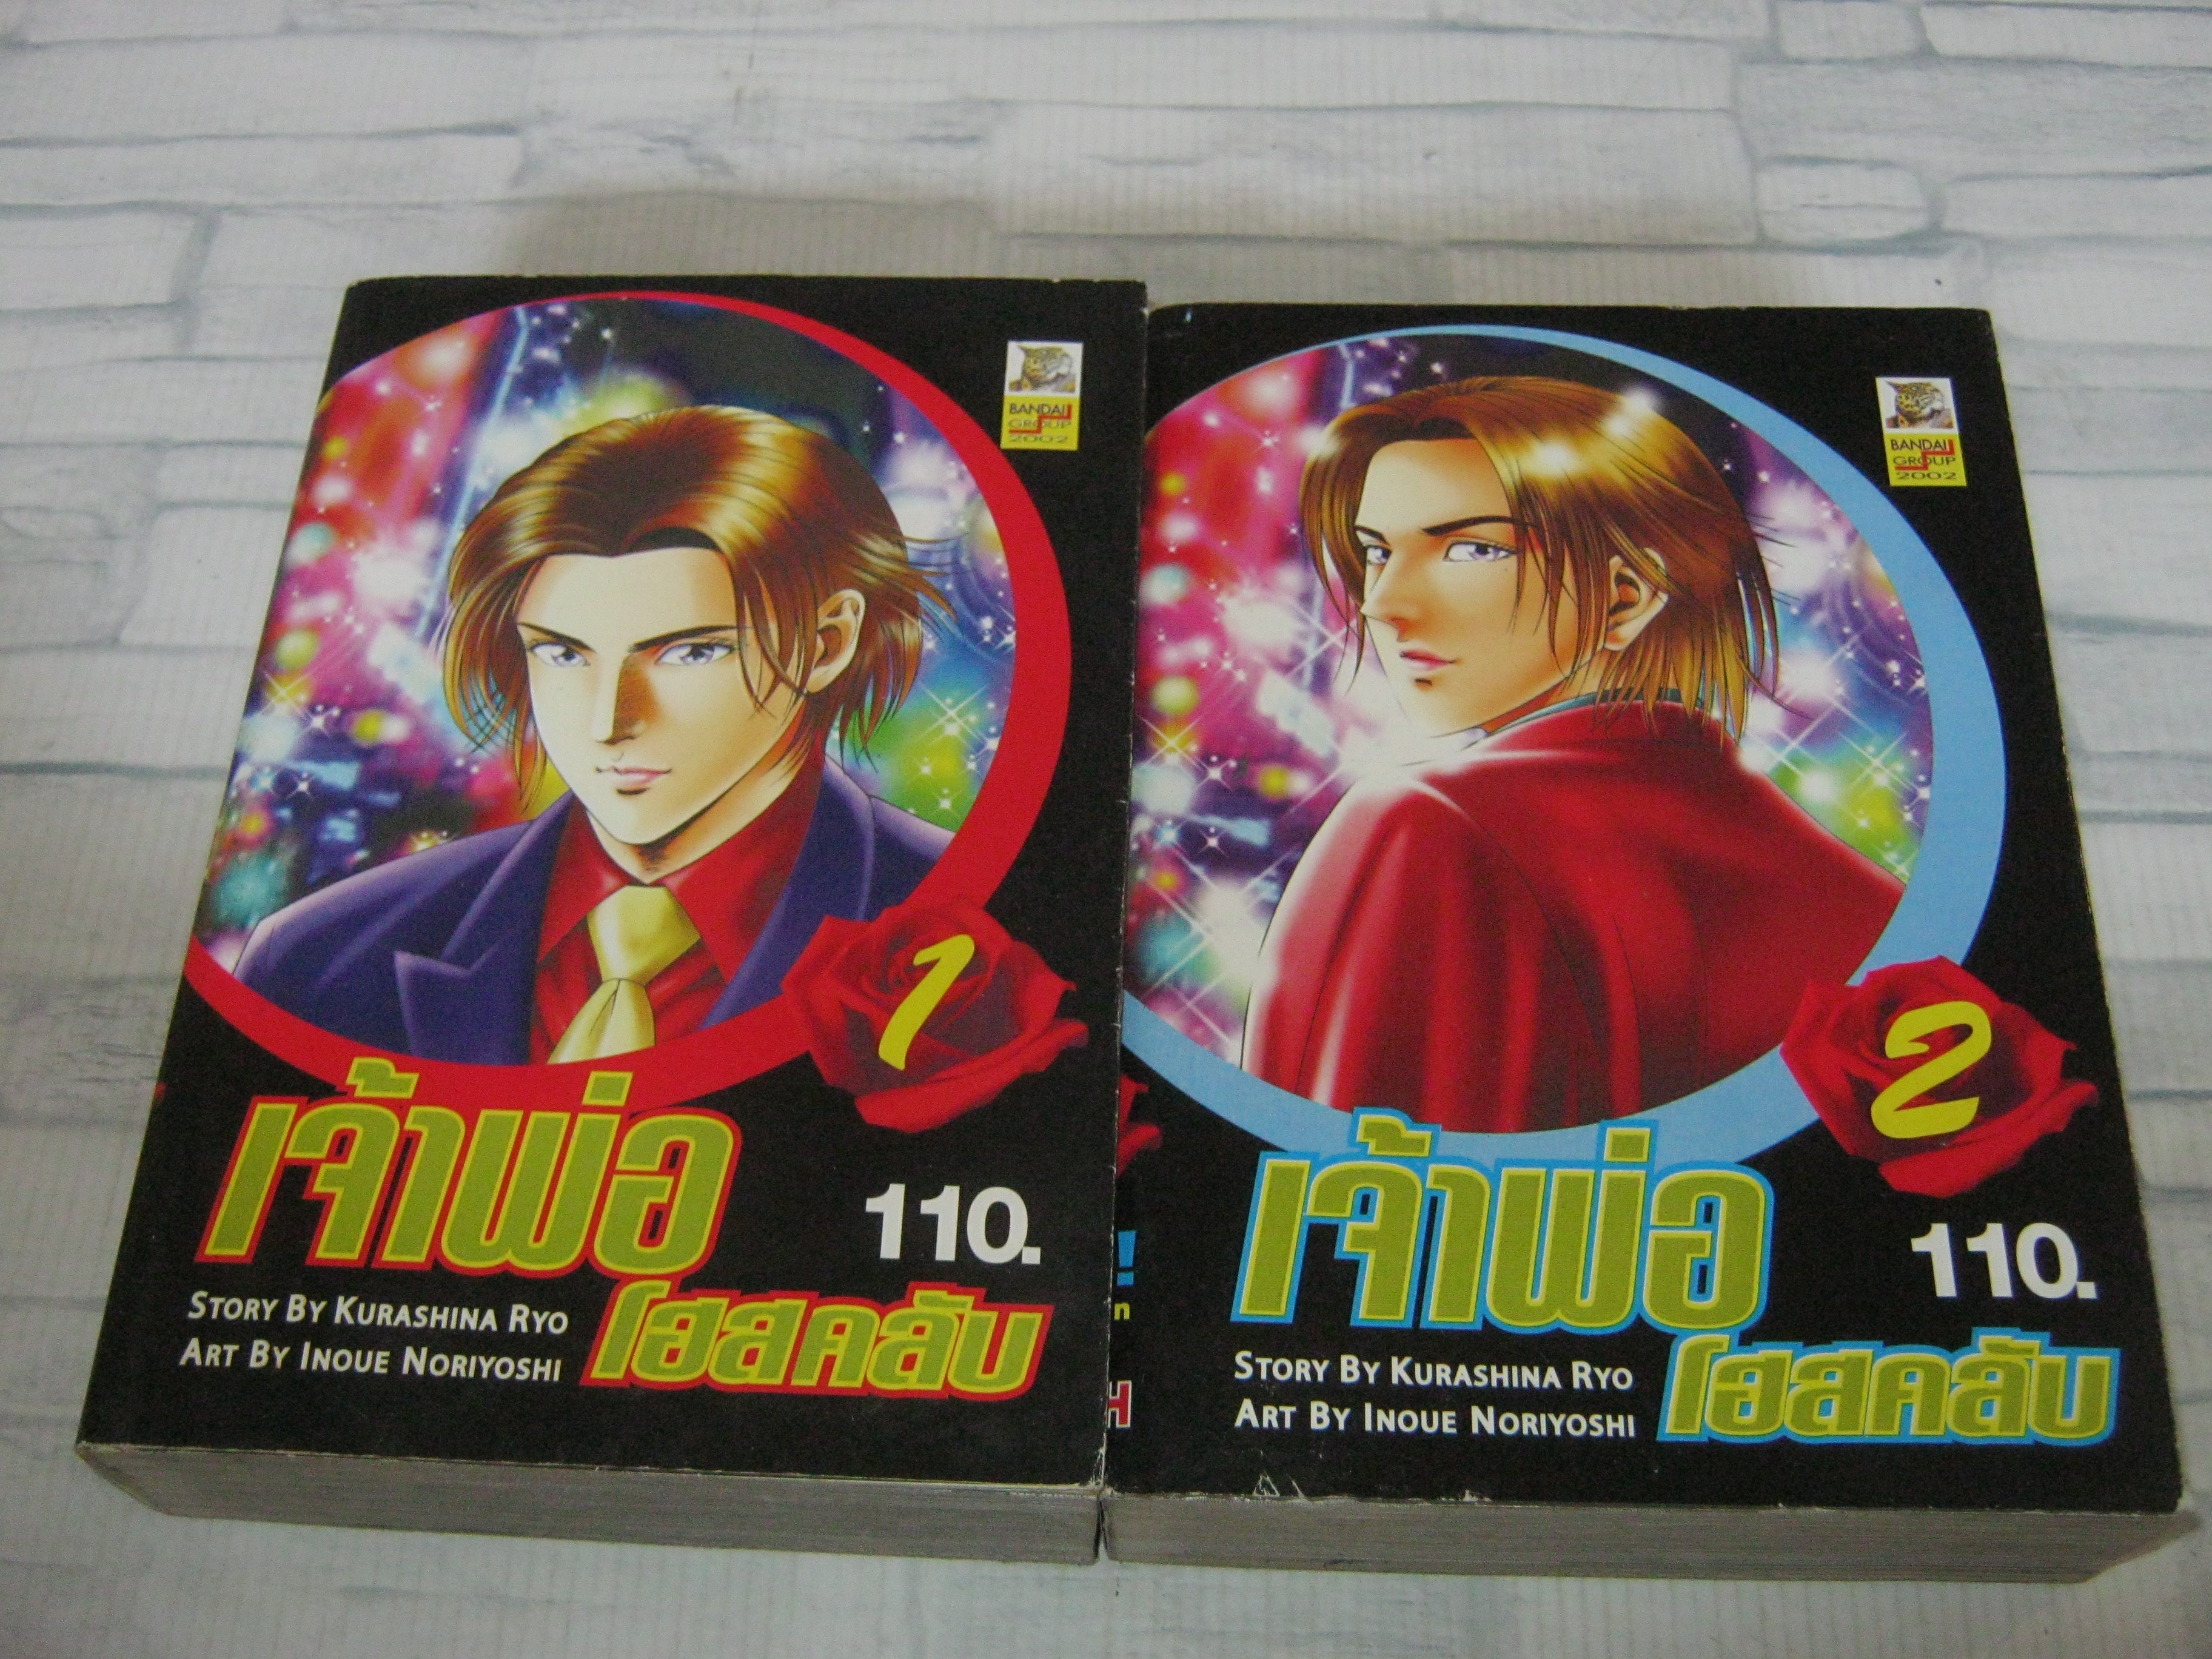 BANDAI
GROUP
2002
1
เจ้าพ่อ
110.
โฮสคลับ
STORY BY KURASHINA RYO
ART BY INOUE NORIYOSHI
!
n
H
BANDAI
GROUP
2002
2
เจ้าพ่อ
110.
โฮสคลับ
STORY BY KURASHINA RYO
ART BY INOUE NORIYOSHI